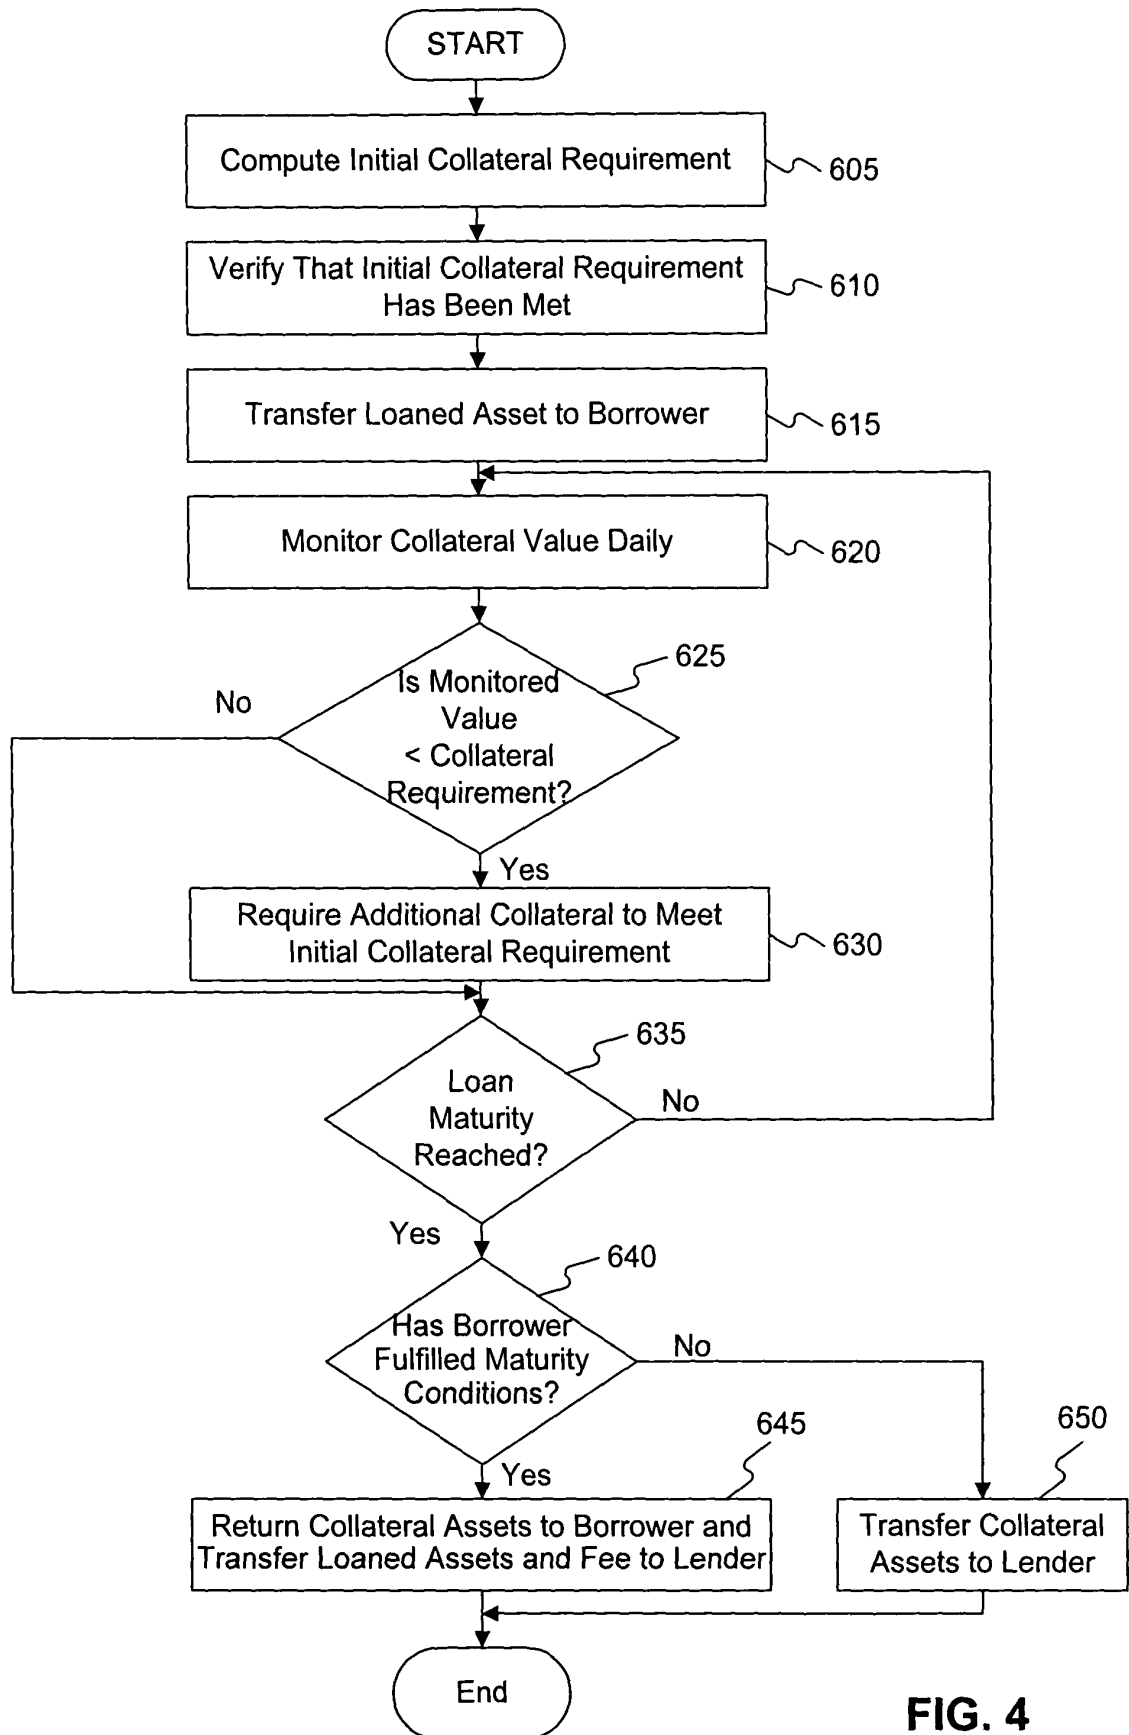 START
Compute Initial Collateral Requirement
605
Verify That Initial Collateral Requirement
Has Been Met
610
Transfer Loaned Asset to Borrower
615
Monitor Collateral Value Daily
620
625
Is Monitored
Value
< Collateral
Requirement?
No
Yes
Require Additional Collateral to Meet
Initial Collateral Requirement
630
635
Loan
Maturity
Reached?
No
Yes
640
Has Borrower
Fulfilled Maturity
Conditions?
No
Yes
645
650
Return Collateral Assets to Borrower and
Transfer Loaned Assets and Fee to Lender
Transfer Collateral
Assets to Lender
End
FIG. 4